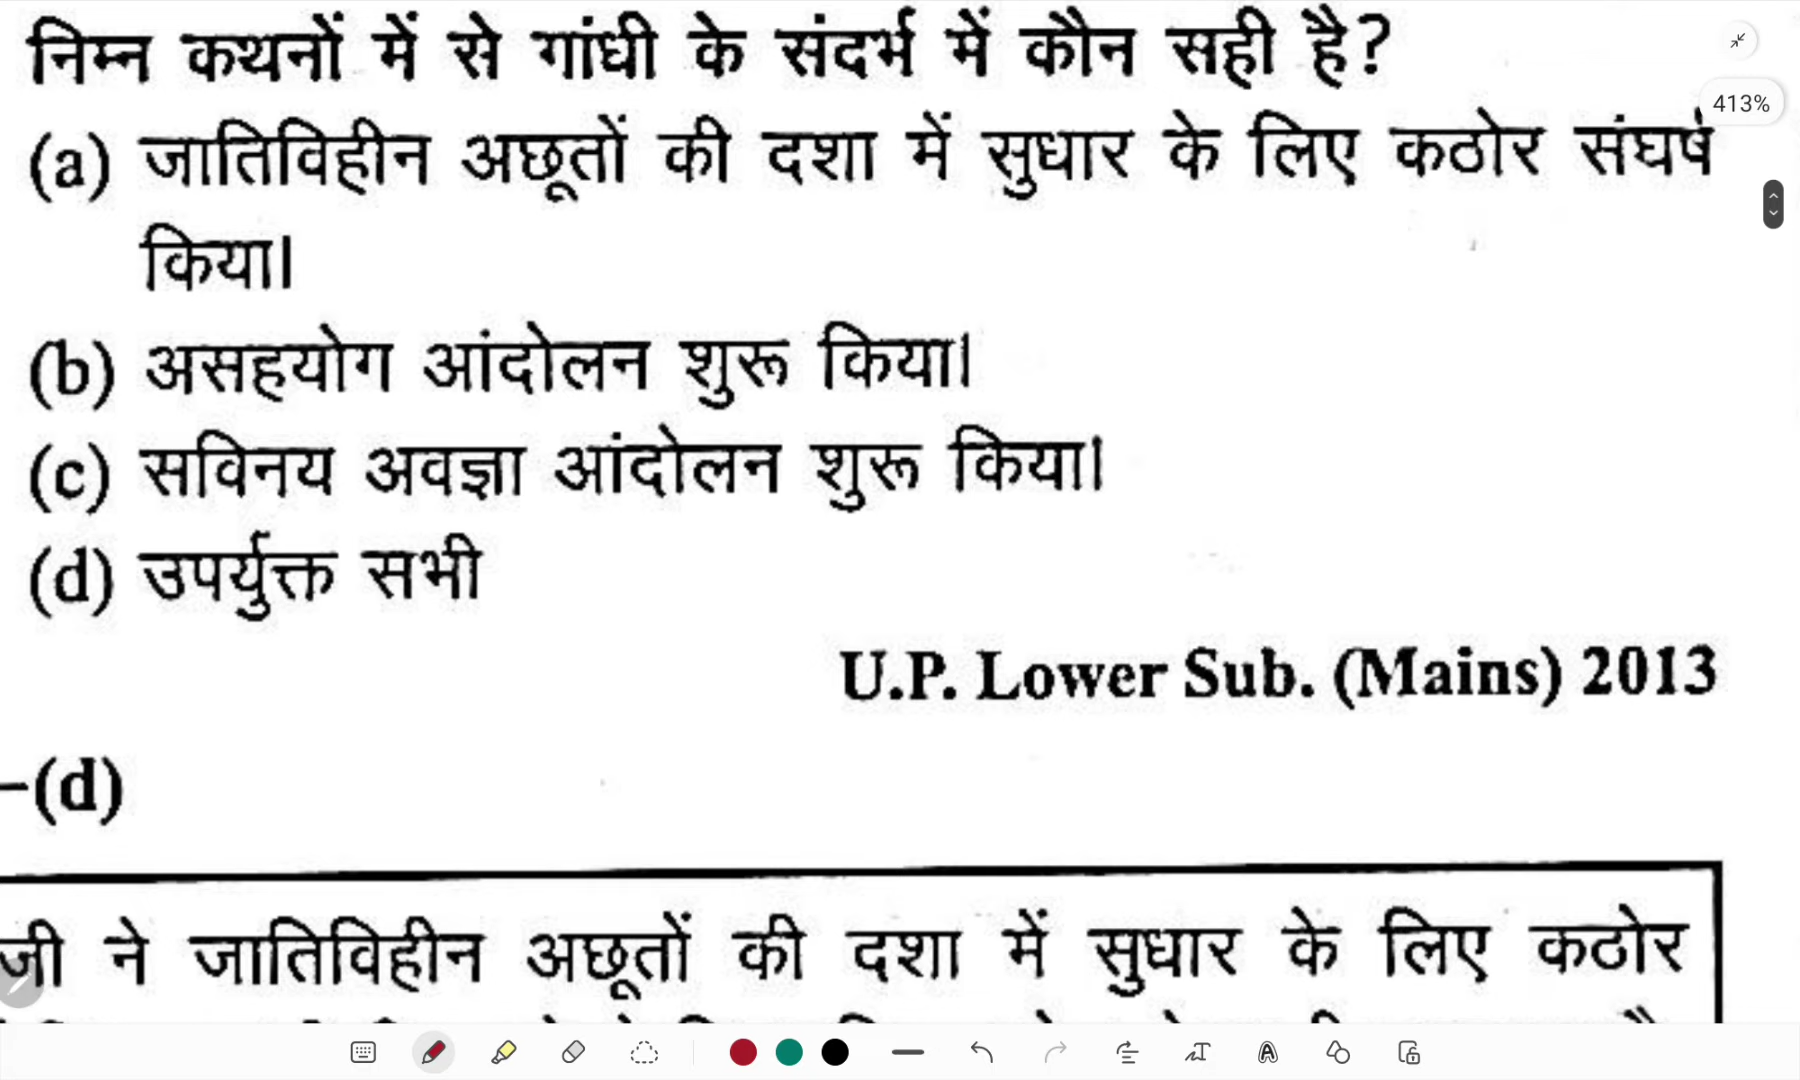 निम्न कथनों में से गांधी के संदर्भ में कौन सही है?
413%
(a) जातिविहीन अछूतों की दशा में सुधार के लिए कठोर संघर्ष
किया।
(b) असहयोग आंदोलन शुरू किया।
(c) सविनय अवज्ञा आंदोलन शुरू किया।
(d) उपर्युक्त सभी
U.P. Lower Sub. (Mains) 2013
–(d)
जी ने जातिविहीन अछूतों की दशा में सुधार के लिए कठोर